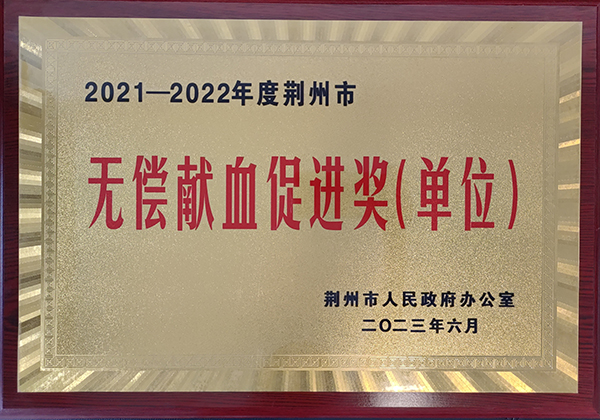 2021—2022年度荆州市
无偿献血促进奖(单位)
荆州市人民政府办公室
二〇二三年六月